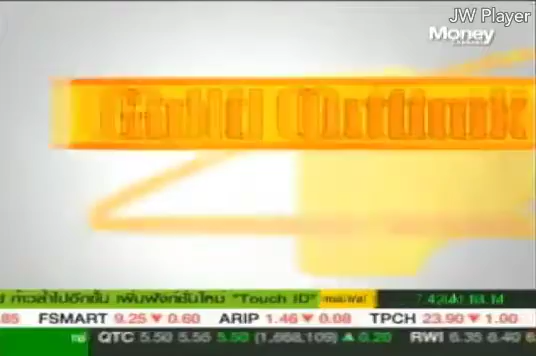 JW Player
Money
CHANNEL
Gold Outlook
ก้าวล้ำไปอีกขั้น เพิ่มฟังก์ชั่นใหม่ "Touch ID"
.85 FSMART 9.25 ▼ 0.60 ARIP 1.46 ▼ 0.08 TPCH 23.90 ▼ 1.00
QTC 5.50 5.55 5.50 (1,668,109) ▲ 0.20 RWI 6.35 6.40